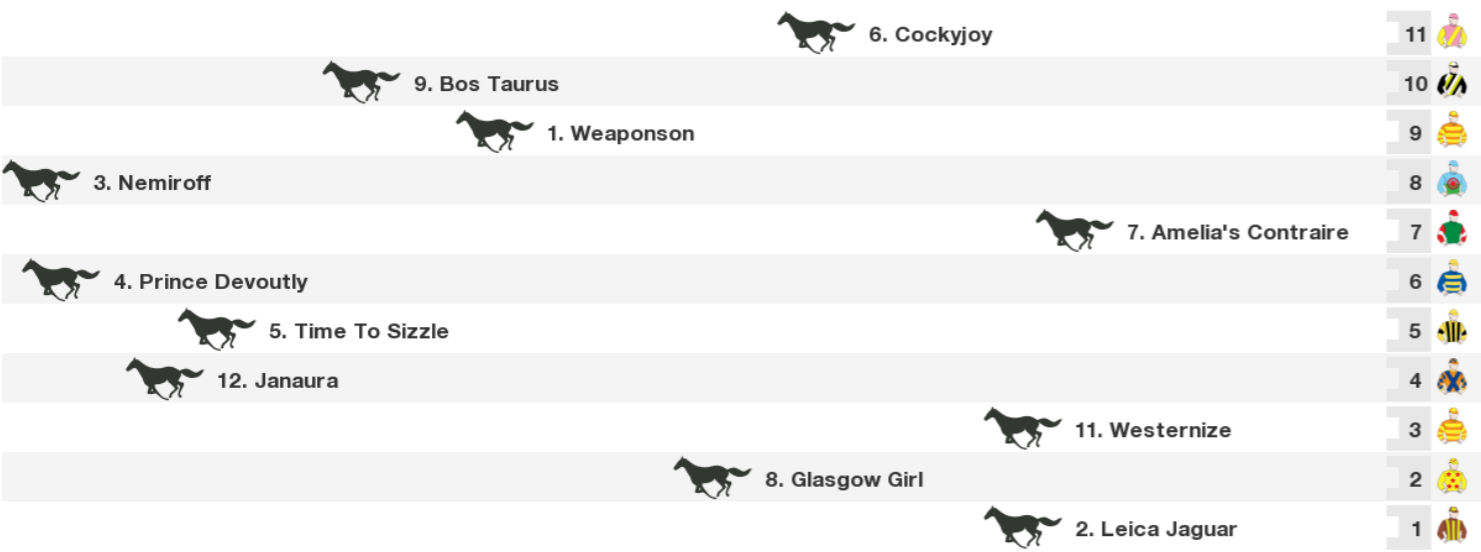 6. Cockyjoy 11
9. Bos Taurus 10
1. Weaponson 9
3. Nemiroff 8
7. Amelia's Contraire 7
4. Prince Devoutly 6
5. Time To Sizzle 5
12. Janaura 4
11. Westernize 3
8. Glasgow Girl 2
2. Leica Jaguar 1